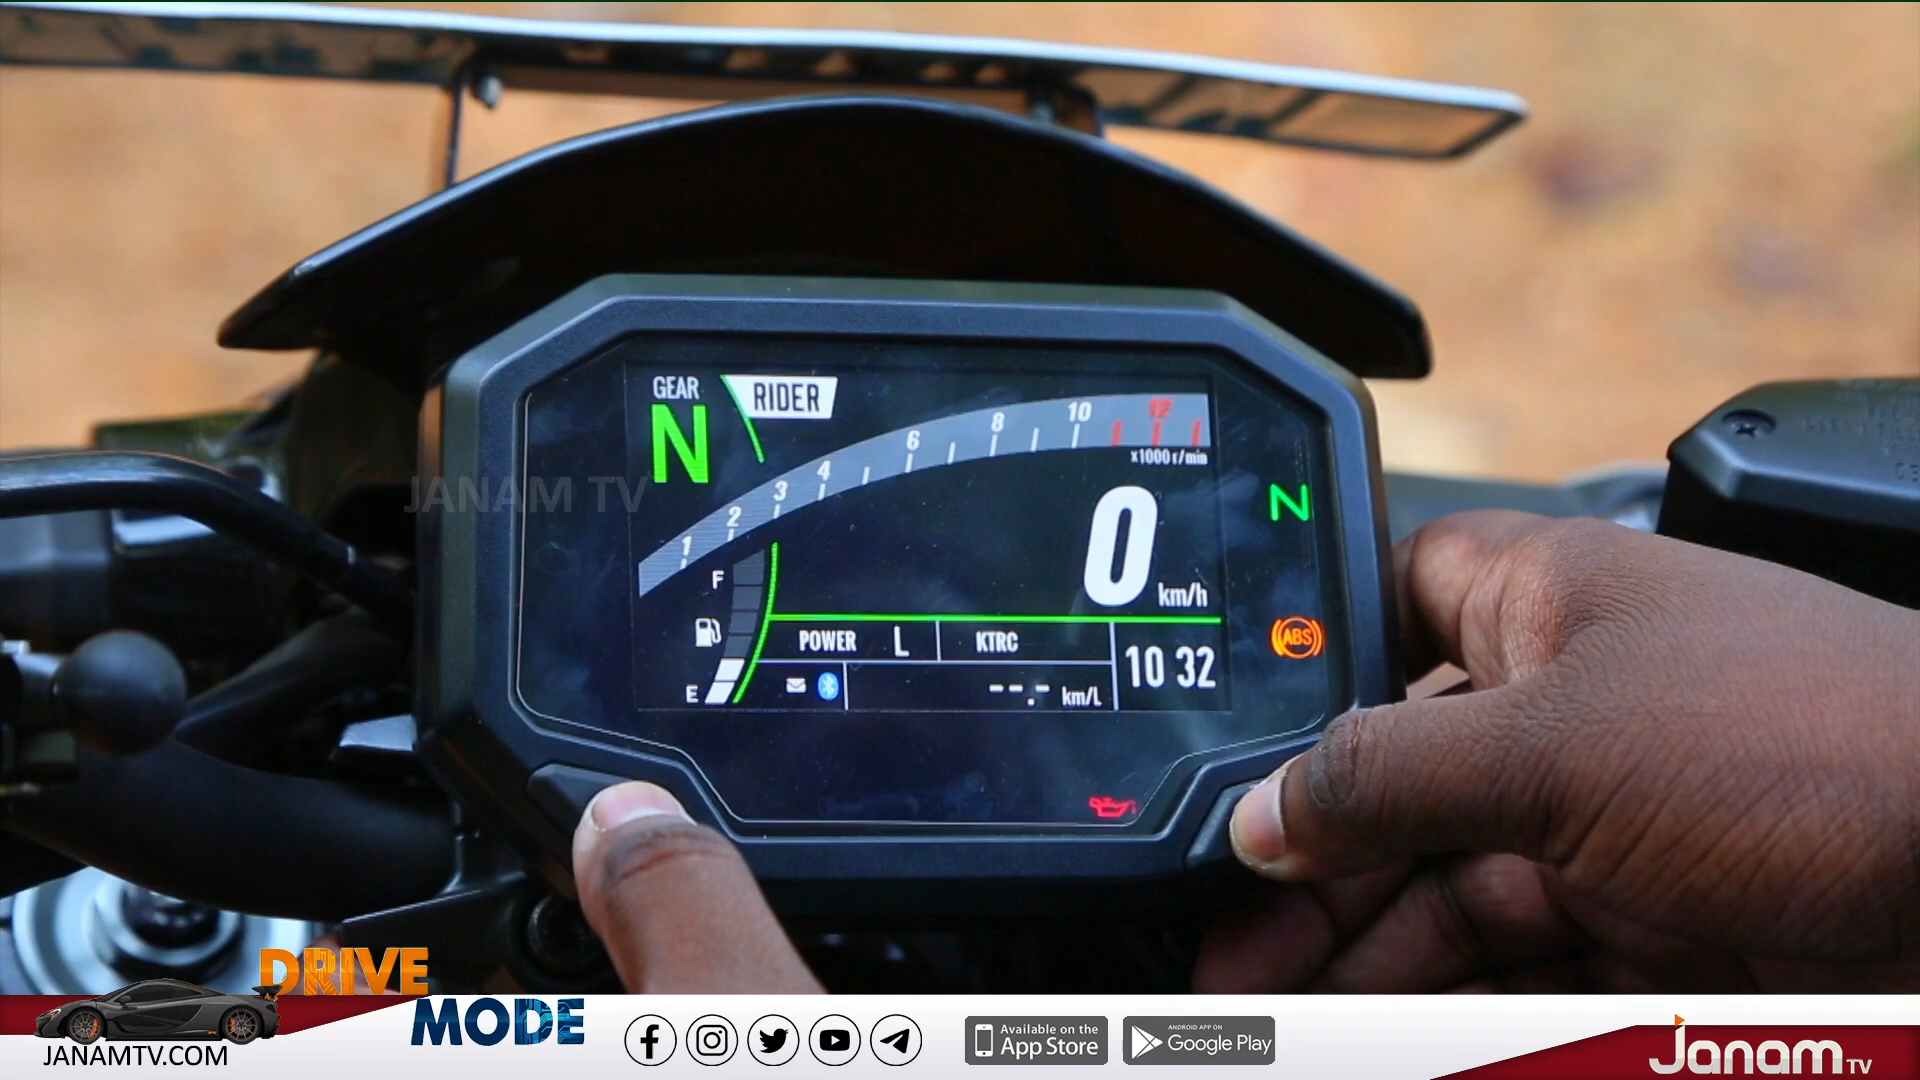 GEAR
N
RIDER
1 2 3 4 6 8 10 12
x1000 r/min
JANAM TV
0
km/h
N
F
E
POWER L
KTRC
10 32
ABS
--.- km/L
DRIVE
MODE
JANAMTV.COM
Available on the
App Store
ANDROID APP ON
Google Play
Janam TV